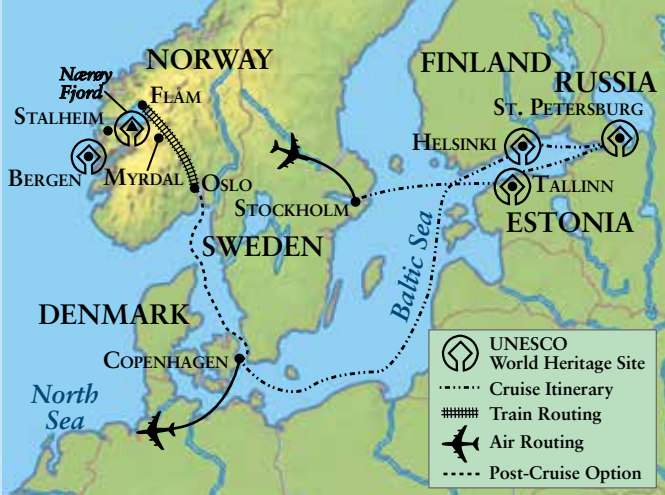 NORWAY
FINLAND
RUSSIA
Nærøy
Fjord
FLÅM
ST. PETERSBURG
STALHEIM
HELSINKI
BERGEN
MYRDAL
OSLO
TALLINN
STOCKHOLM
ESTONIA
SWEDEN
Baltic Sea
DENMARK
COPENHAGEN
North
Sea
UNESCO
World Heritage Site
Cruise Itinerary
Train Routing
Air Routing
Post-Cruise Option